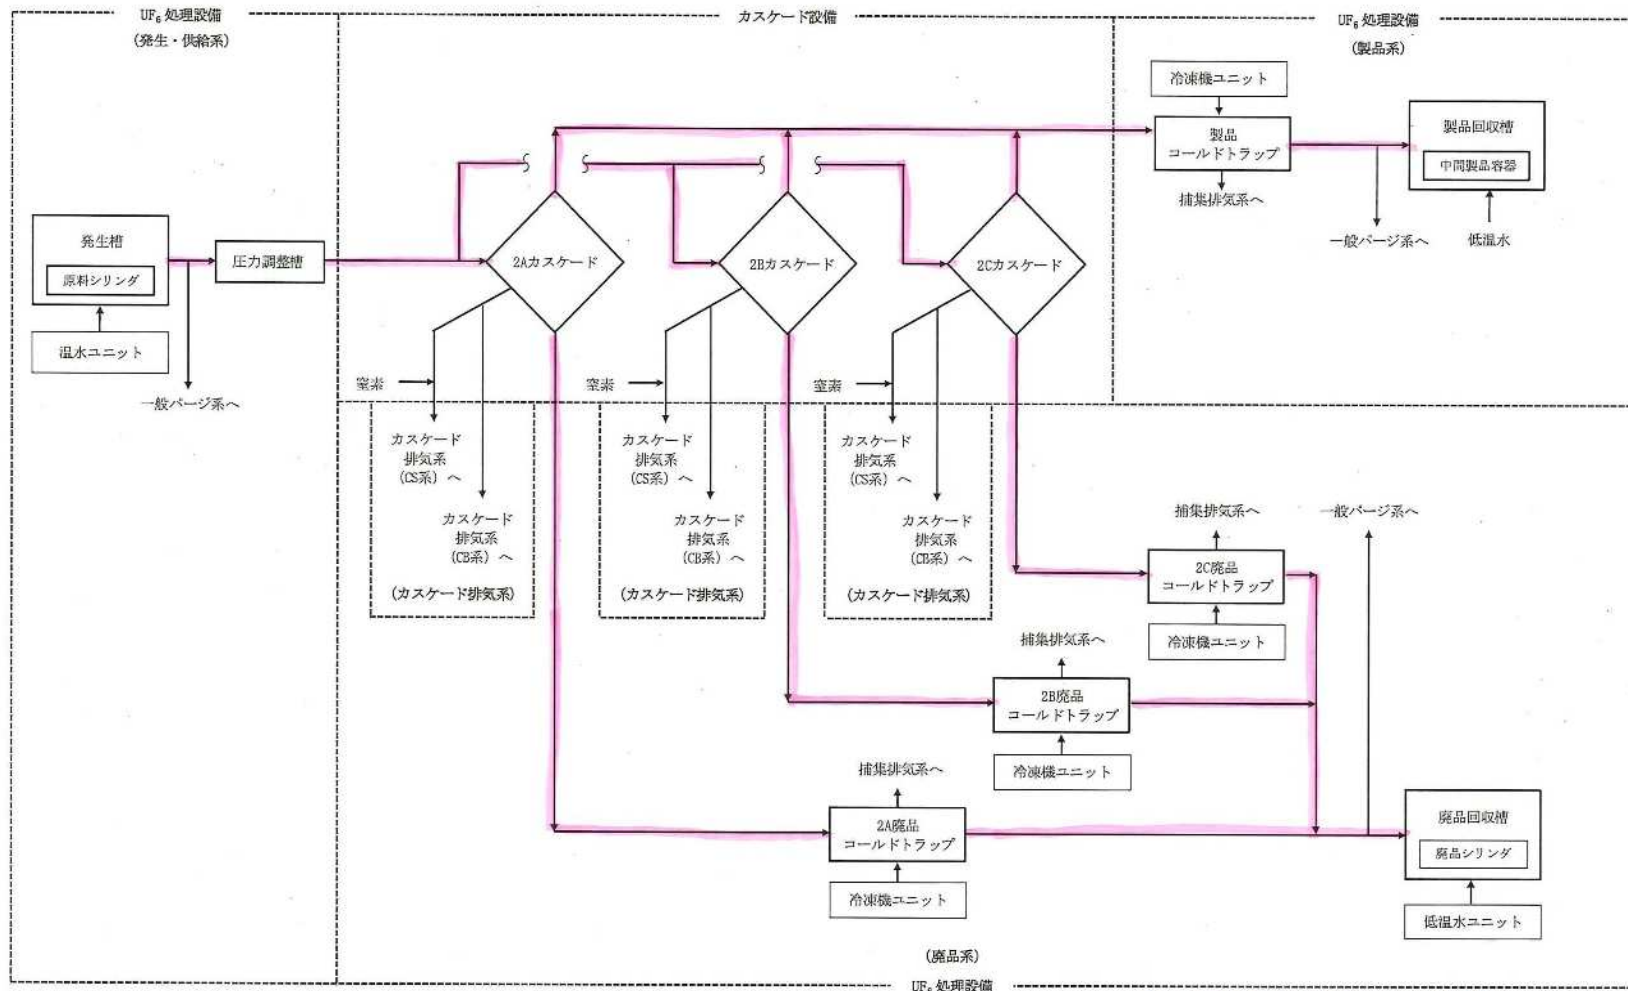 UF₆ 処理設備
(発生・供給系)
カスケード設備
UF₆ 処理設備
(製品系)
冷凍機ユニット
製品
コールドトラップ
捕集排気系へ
製品回収槽
中間製品容器
一般パージ系へ
低温水
発生槽
原料シリンダ
圧力調整槽
温水ユニット
一般パージ系へ
2Aカスケード
2Bカスケード
2Cカスケード
窒素
窒素
窒素
カスケード
排気系
(CS系) へ
カスケード
排気系
(CB系) へ
(カスケード排気系)
カスケード
排気系
(CS系) へ
カスケード
排気系
(CB系) へ
(カスケード排気系)
カスケード
排気系
(CS系) へ
カスケード
排気系
(CB系) へ
(カスケード排気系)
捕集排気系へ
一般パージ系へ
2C廃品
コールドトラップ
冷凍機ユニット
捕集排気系へ
2B廃品
コールドトラップ
冷凍機ユニット
捕集排気系へ
2A廃品
コールドトラップ
冷凍機ユニット
廃品回収槽
廃品シリンダ
低温水ユニット
(廃品系)
UF₆ 処理設備